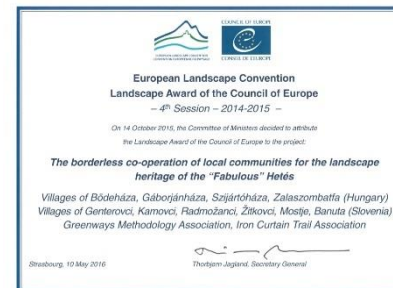 COUNCIL OF EUROPE
CONSEIL DE L'EUROPE
European Landscape Convention
Landscape Award of the Council of Europe
– 4th Session – 2014-2015 –
On 14 October 2015, the Committee of Ministers decided to attribute
the Landscape Award of the Council of Europe to the project:
The borderless co-operation of local communities for the landscape
heritage of the "Fabulous" Hetés
Villages of Bödeháza, Gáborjánháza, Szijártóháza, Zalaszombatfa (Hungary)
Villages of Genterovci, Kamovci, Radmožanci, Žitkovci, Mostje, Banuta (Slovenia)
Greenways Methodology Association, Iron Curtain Trail Association
Strasbourg, 10 May 2016
Thorbjørn Jagland, Secretary General